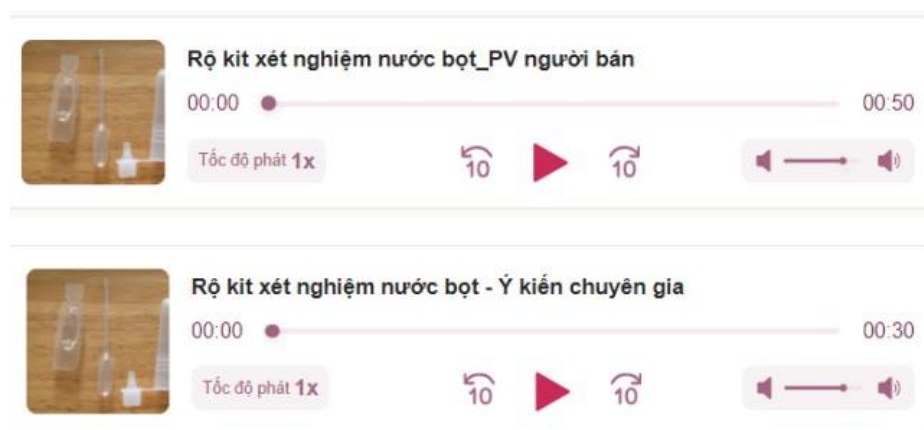 Rộ kit xét nghiệm nước bọt_PV người bán
00:00 00:50
Tốc độ phát 1x 10 10
Rộ kit xét nghiệm nước bọt - Ý kiến chuyên gia
00:00 00:30
Tốc độ phát 1x 10 10